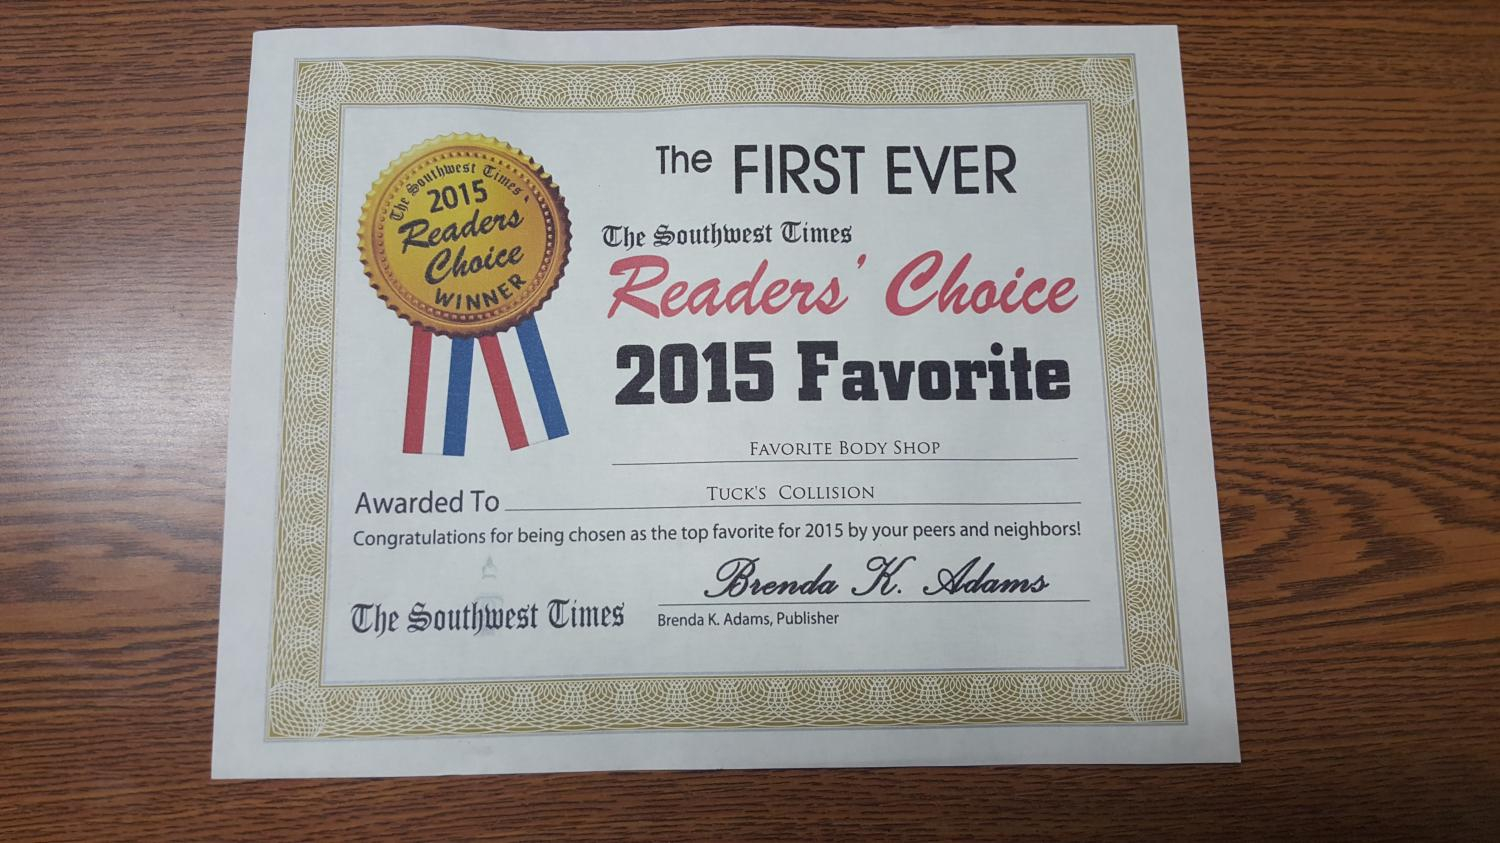 The Southwest Times
2015
Readers
Choice
WINNER
The FIRST EVER
The Southwest Times
Readers' Choice
2015 Favorite
FAVORITE BODY SHOP
Awarded To TUCK'S COLLISION
Congratulations for being chosen as the top favorite for 2015 by your peers and neighbors!
Brenda K. Adams
The Southwest Times
Brenda K. Adams, Publisher